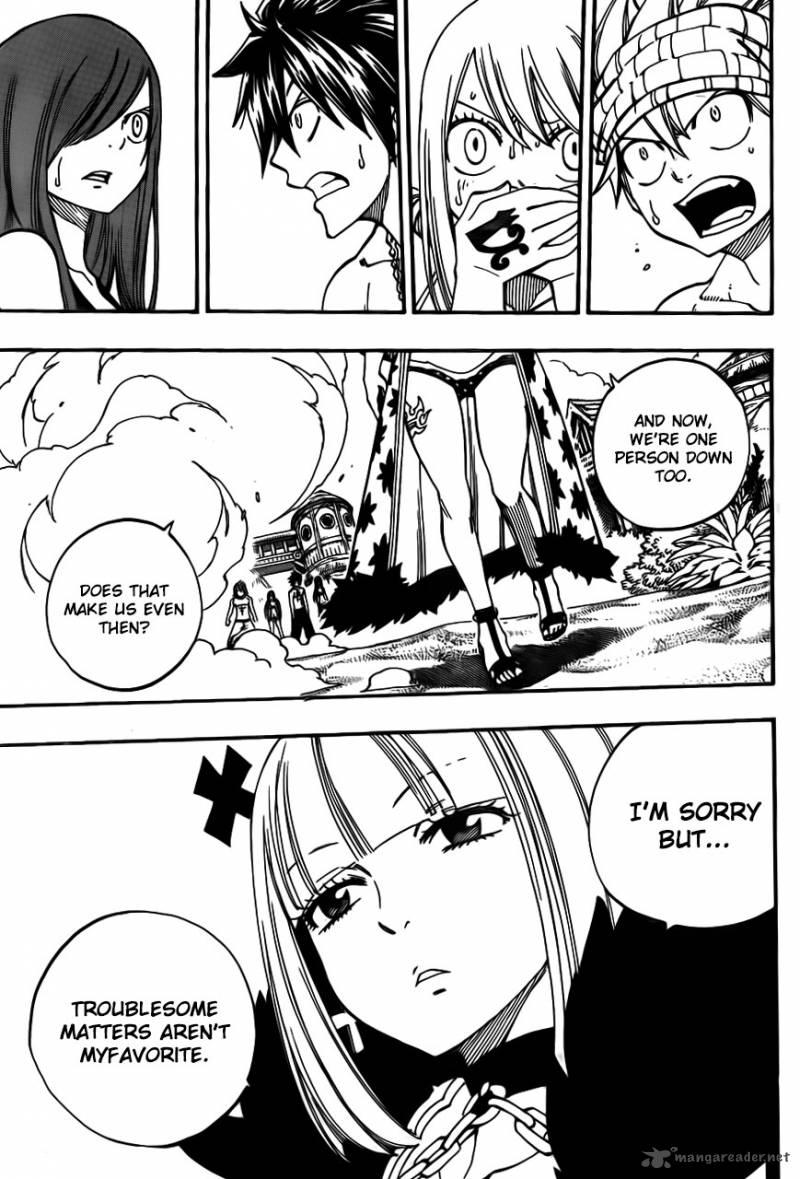 AND NOW,
WE'RE ONE
PERSON DOWN
TOO.
DOES THAT
MAKE US EVEN
THEN?
I'M SORRY
BUT...
TROUBLESOME
MATTERS AREN'T
MYFAVORITE.
mangareader.net